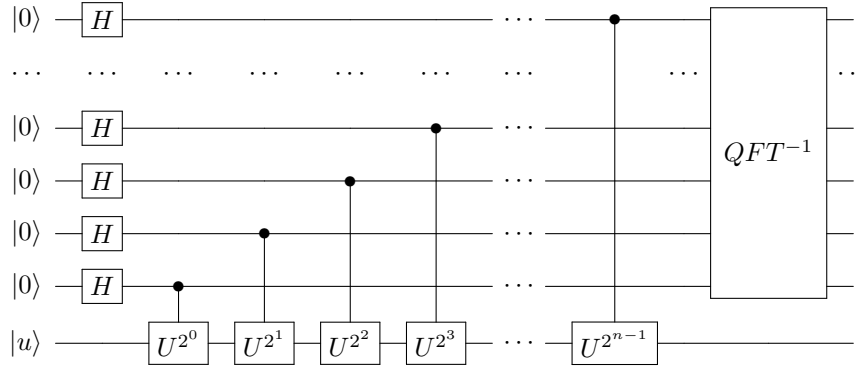 |0⟩ H ⋯ QFT⁻¹
⋯ ⋯ ⋯ ⋯ ⋯ ⋯ ⋯ ⋯ ⋯
|0⟩ H ⋯
|0⟩ H ⋯
|0⟩ H ⋯
|0⟩ H ⋯
|u⟩ U^{2^0} U^{2^1} U^{2^2} U^{2^3} ⋯ U^{2^{n-1}}